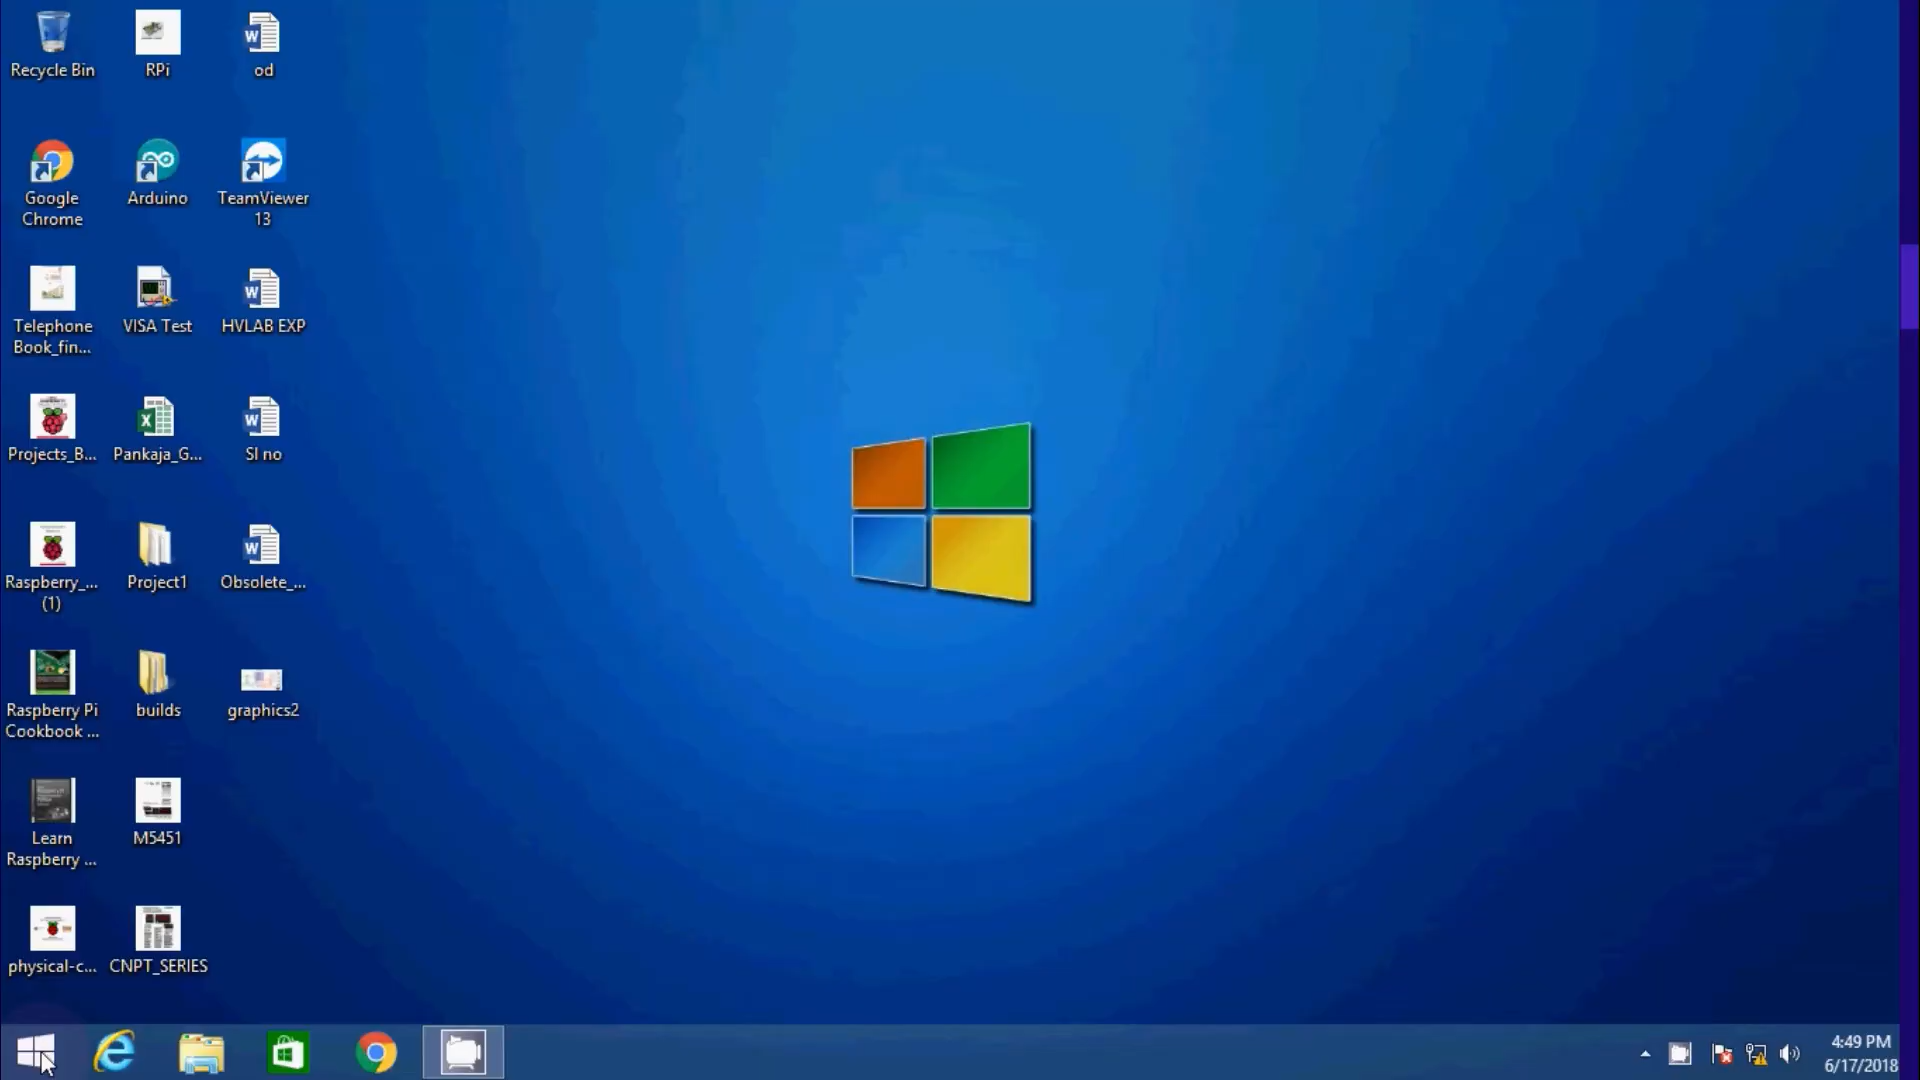 Recycle Bin
RPi
od
Google
Chrome
Arduino
TeamViewer
13
Telephone
Book_fin...
VISA Test
HVLAB EXP
Projects_B...
Pankaja_G...
SI no
Raspberry_...
(1)
Project1
Obsolete_...
Raspberry Pi
Cookbook ...
builds
graphics2
Learn
Raspberry ...
M5451
physical-c...
CNPT_SERIES
4:49 PM
6/17/2018